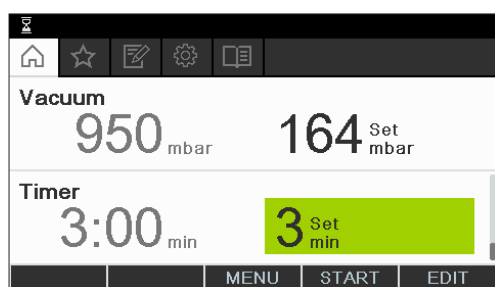 Vacuum
950 mbar 164 Set mbar
Timer
3:00 min 3 Set min
MENU START EDIT